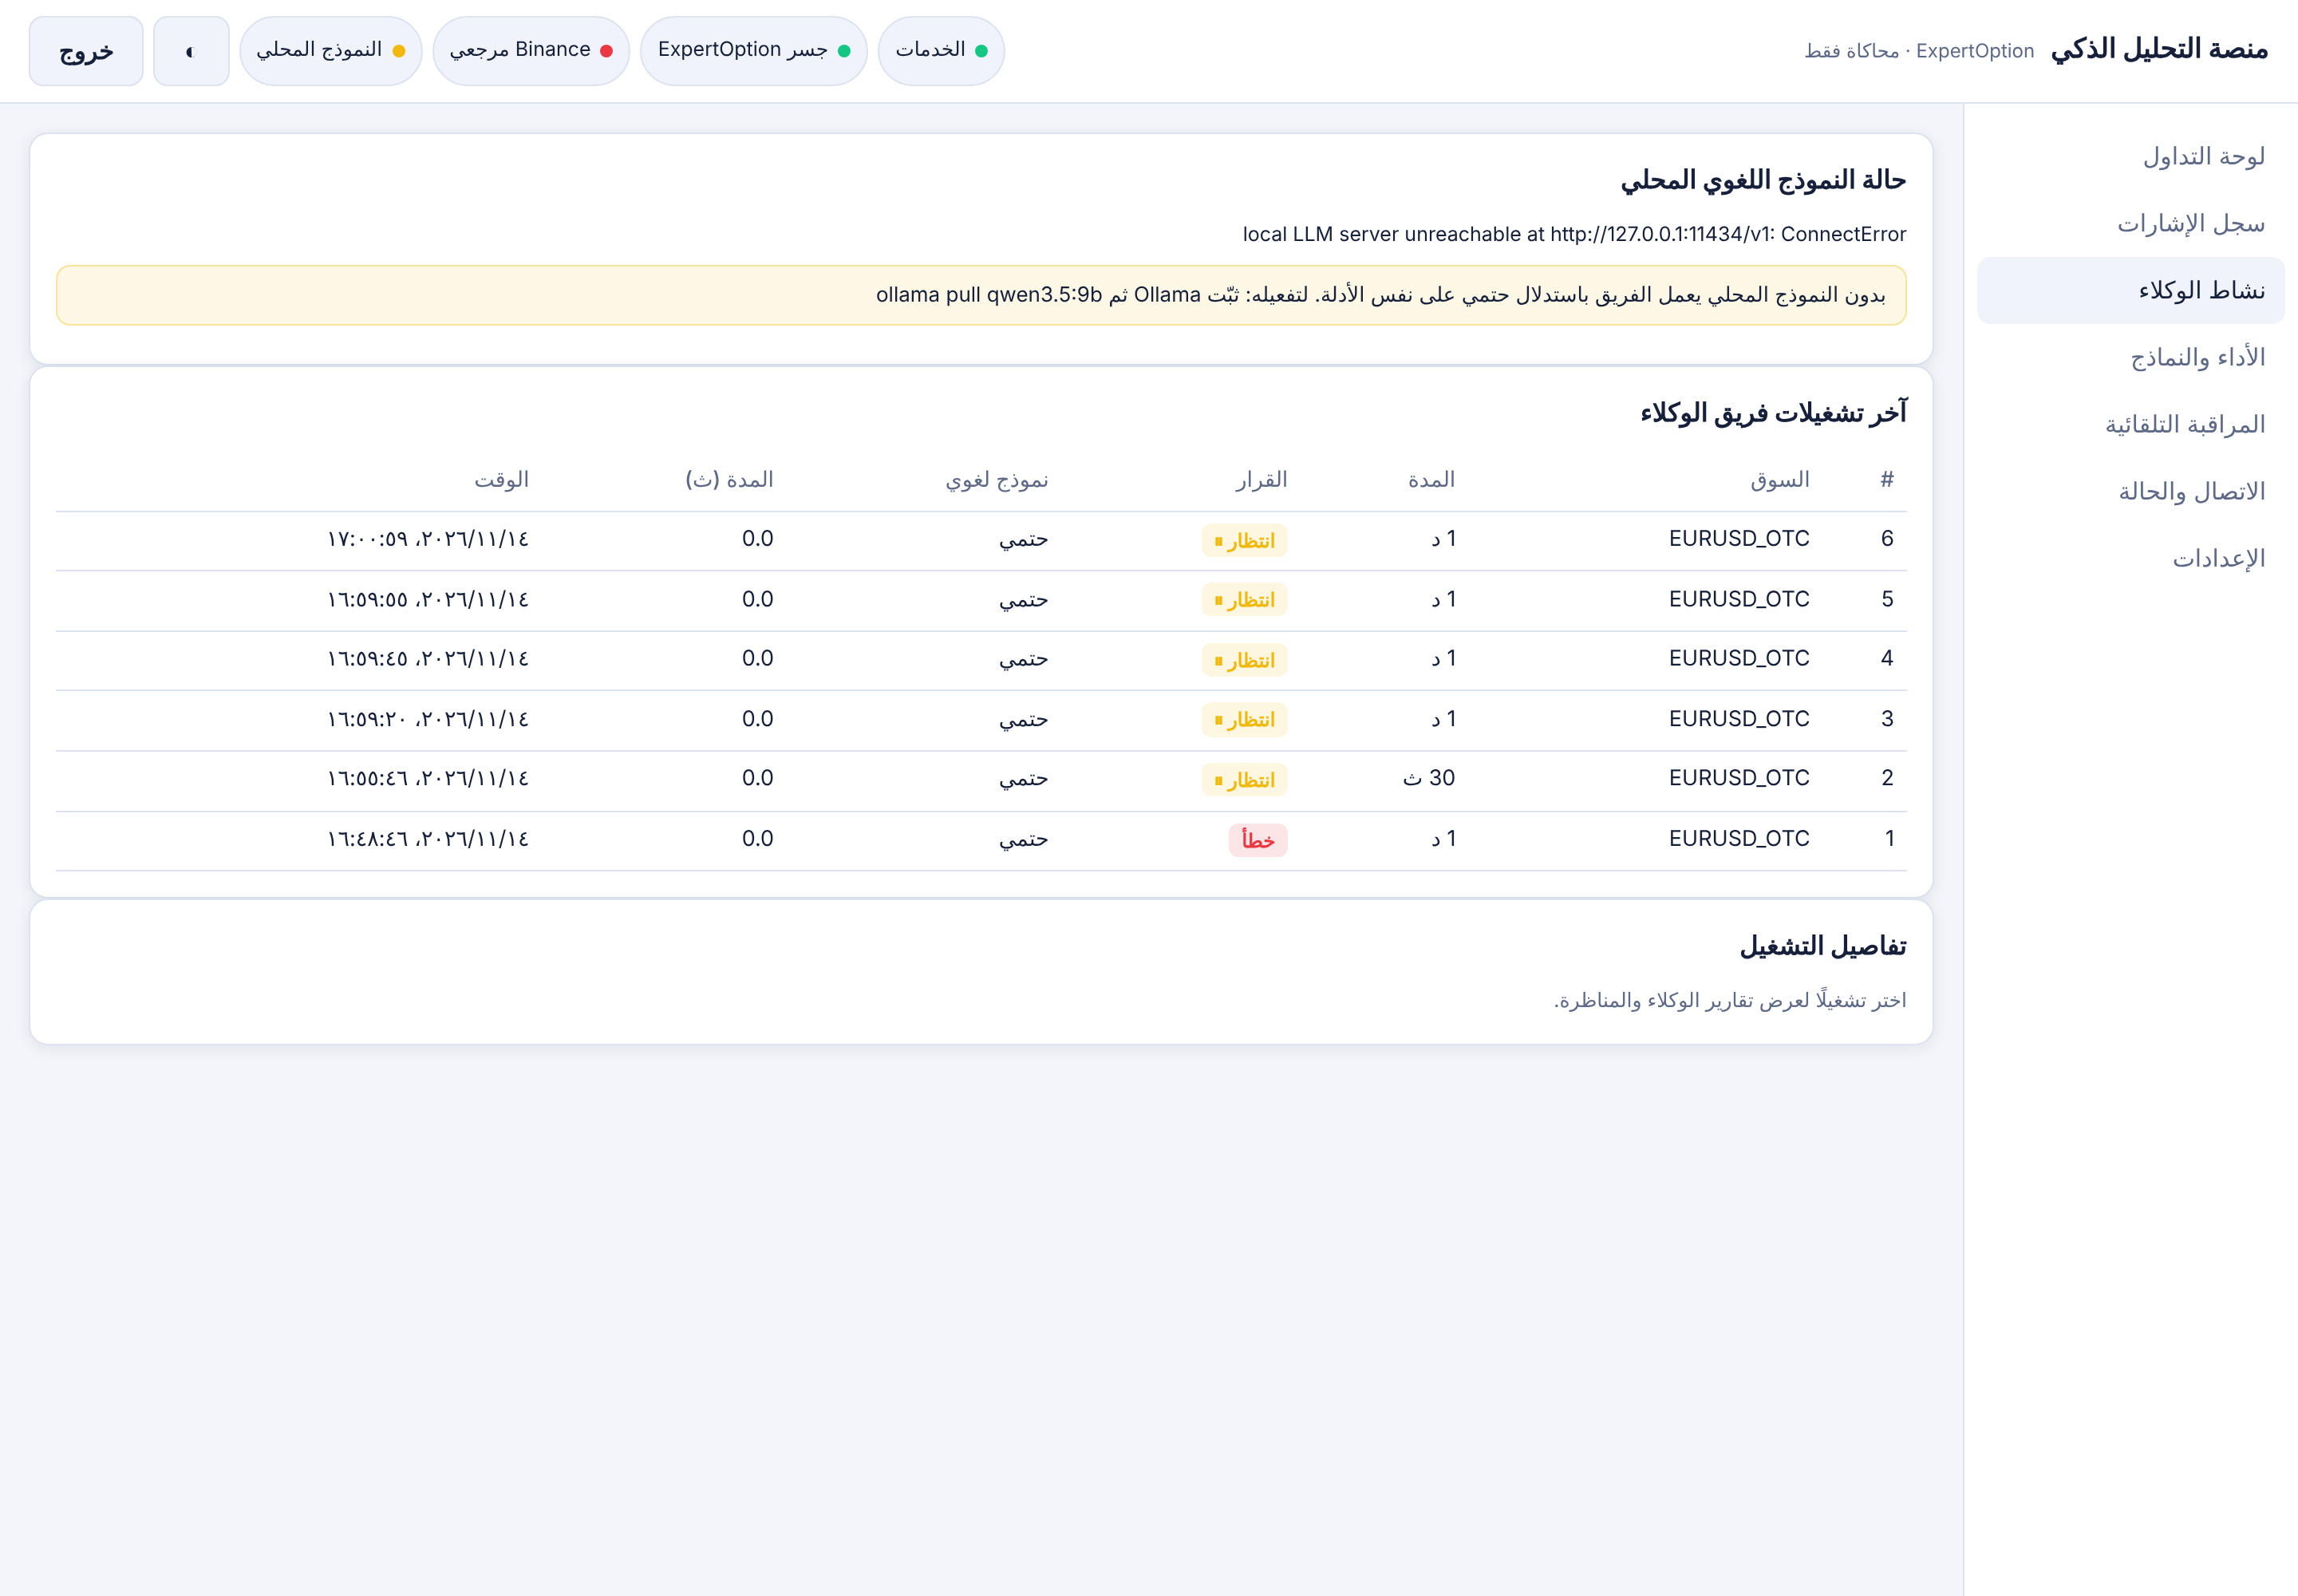 منصة التحليل الذكي ExpertOption · محاكاة فقط
الخدمات
جسر ExpertOption
Binance مرجعي
النموذج المحلي
خروج
لوحة التداول
سجل الإشارات
نشاط الوكلاء
الأداء والنماذج
المراقبة التلقائية
الاتصال والحالة
الإعدادات
حالة النموذج اللغوي المحلي
local LLM server unreachable at http://127.0.0.1:11434/v1: ConnectError
بدون النموذج المحلي يعمل الفريق باستدلال حتمي على نفس الأدلة. لتفعيله: ثبّت Ollama ثم ollama pull qwen3.5:9b
آخر تشغيلات فريق الوكلاء
# السوق المدة القرار نموذج لغوي المدة (ث) الوقت
6 EURUSD_OTC 1 د انتظار حتمي 0.0 ١٤‏/١١‏/٢٠٢٦، ١٧:٠٠:٥٩
5 EURUSD_OTC 1 د انتظار حتمي 0.0 ١٤‏/١١‏/٢٠٢٦، ١٦:٥٩:٥٥
4 EURUSD_OTC 1 د انتظار حتمي 0.0 ١٤‏/١١‏/٢٠٢٦، ١٦:٥٩:٤٥
3 EURUSD_OTC 1 د انتظار حتمي 0.0 ١٤‏/١١‏/٢٠٢٦، ١٦:٥٩:٢٠
2 EURUSD_OTC 30 ث انتظار حتمي 0.0 ١٤‏/١١‏/٢٠٢٦، ١٦:٥٥:٤٦
1 EURUSD_OTC 1 د خطأ حتمي 0.0 ١٤‏/١١‏/٢٠٢٦، ١٦:٤٨:٤٦
تفاصيل التشغيل
اختر تشغيلًا لعرض تقارير الوكلاء والمناظرة.